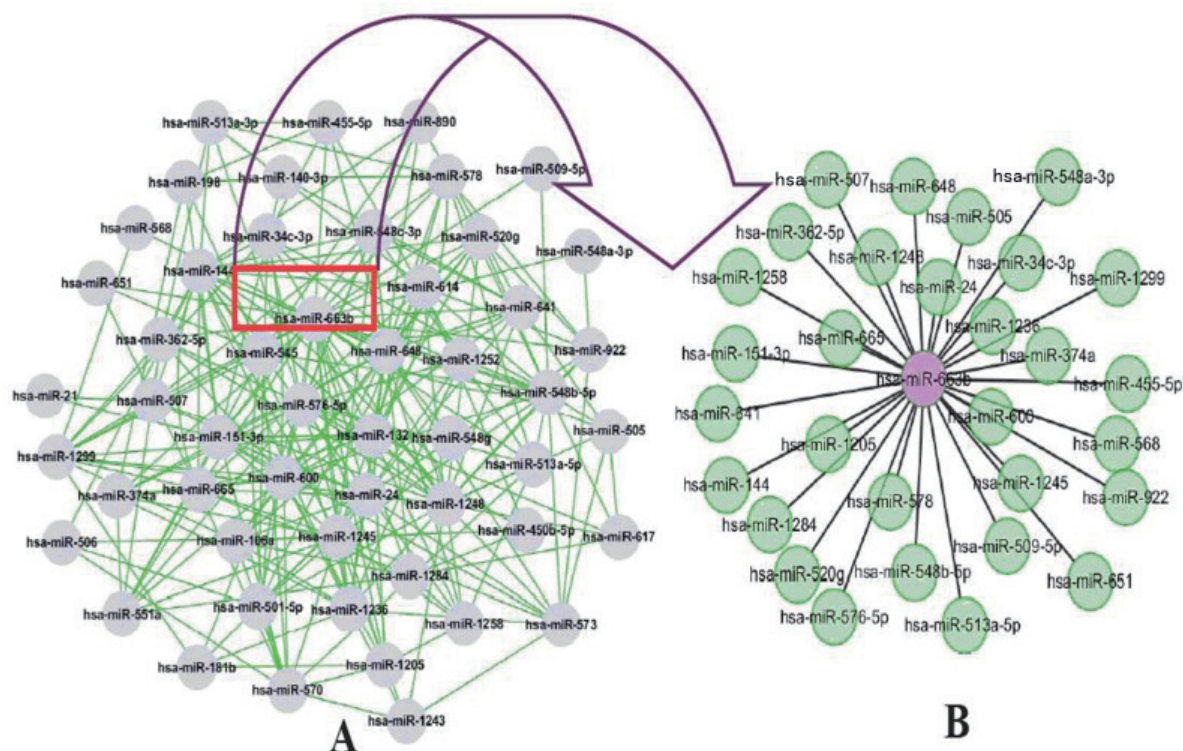 hsa-miR-513a-3p
hsa-miR-455-5p
hsa-miR-890
hsa-miR-198
hsa-miR-140-3p
hsa-miR-578
hsa-miR-509-5p
hsa-miR-568
hsa-miR-34c-3p
hsa-miR-548c-3p
hsa-miR-520g
hsa-miR-548a-3p
hsa-miR-651
hsa-miR-144
hsa-miR-614
hsa-miR-663b
hsa-miR-641
hsa-miR-362-5p
hsa-miR-545
hsa-miR-648
hsa-miR-1252
hsa-miR-922
hsa-miR-21
hsa-miR-507
hsa-miR-576-5p
hsa-miR-548b-5p
hsa-miR-151-3p
hsa-miR-132
hsa-miR-548g
hsa-miR-505
hsa-miR-1299
hsa-miR-374a
hsa-miR-665
hsa-miR-600
hsa-miR-24
hsa-miR-513a-5p
hsa-miR-1248
hsa-miR-506
hsa-miR-106a
hsa-miR-1245
hsa-miR-450b-5p
hsa-miR-617
hsa-miR-1284
hsa-miR-551a
hsa-miR-501-5p
hsa-miR-1236
hsa-miR-1258
hsa-miR-573
hsa-miR-181b
hsa-miR-1205
hsa-miR-570
hsa-miR-1243
A
hsa-miR-507
hsa-miR-648
hsa-miR-548a-3p
hsa-miR-505
hsa-miR-362-5p
hsa-miR-1248
hsa-miR-34c-3p
hsa-miR-1258
hsa-miR-24
hsa-miR-1299
hsa-miR-1236
hsa-miR-665
hsa-miR-151-3p
hsa-miR-374a
hsa-miR-663b
hsa-miR-455-5p
hsa-miR-641
hsa-miR-600
hsa-miR-1205
hsa-miR-568
hsa-miR-144
hsa-miR-578
hsa-miR-1245
hsa-miR-922
hsa-miR-1284
hsa-miR-509-5p
hsa-miR-520g
hsa-miR-548b-5p
hsa-miR-651
hsa-miR-576-5p
hsa-miR-513a-5p
B